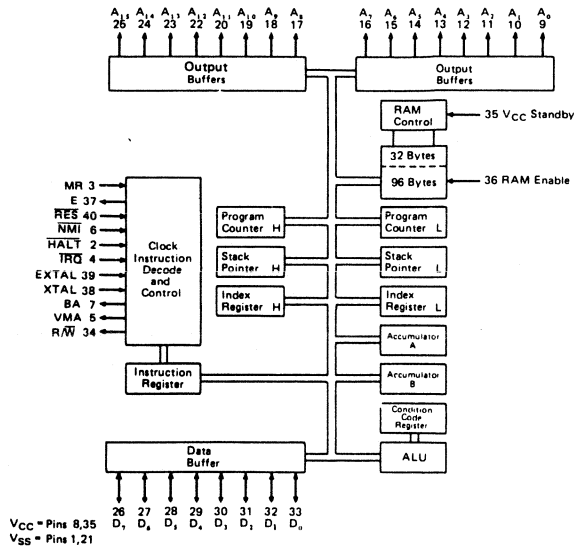 A₁₅ A₁₄ A₁₃ A₁₂ A₁₁ A₁₀ A₉ A₈
25 24 23 22 20 19 18 17
A₇ A₆ A₅ A₄ A₃ A₂ A₁ A₀
16 15 14 13 12 11 10 9
Output
Buffers
Output
Buffers
RAM
Control
35 VCC Standby
32 Bytes
96 Bytes
36 RAM Enable
MR 3
E 37
RES 40
NMI 6
HALT 2
IRQ 4
EXTAL 39
XTAL 38
BA 7
VMA 5
R/W 34
Clock
Instruction
Decode
and
Control
Program
Counter H
Program
Counter L
Stack
Pointer H
Stack
Pointer L
Index
Register H
Index
Register L
Accumulator
A
Instruction
Register
Accumulator
B
Condition
Code
Register
Data
Buffer
ALU
26 27 28 29 30 31 32 33
D₇ D₆ D₅ D₄ D₃ D₂ D₁ D₀
VCC = Pins 8,35
VSS = Pins 1,21